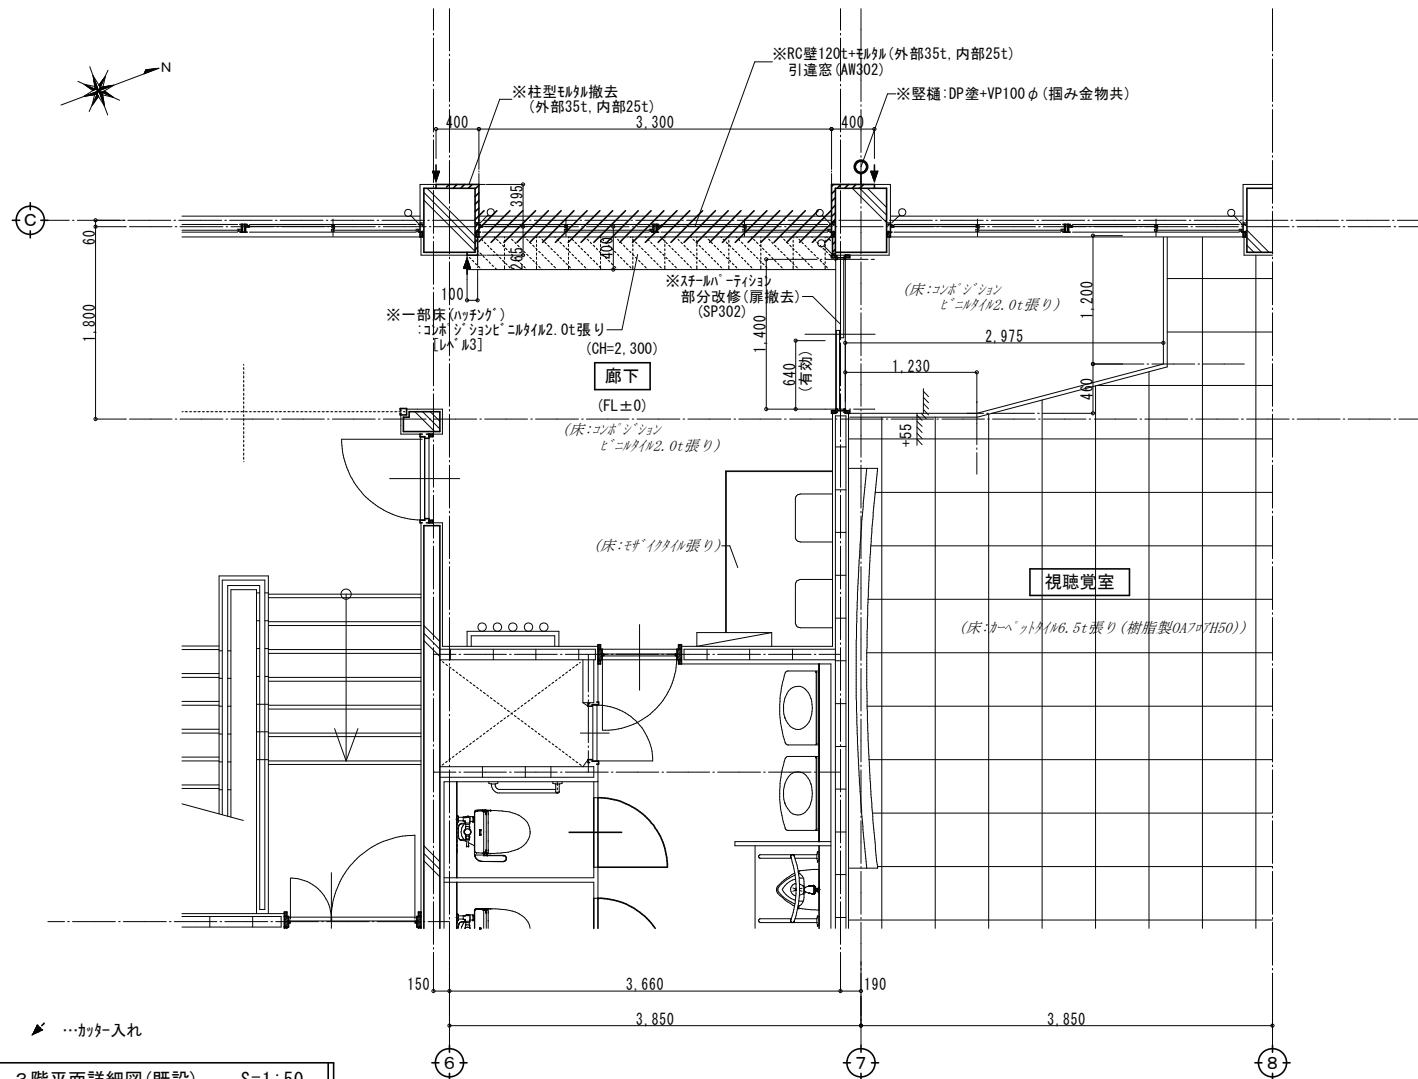 N
※RC壁120t+ﾓﾙﾀﾙ(外部35t, 内部25t)
引違窓(AW302)
※柱型ﾓﾙﾀﾙ撤去
(外部35t, 内部25t)
※竪樋:DP塗+VP100φ(掴み金物共)
400
3,300
400
C
395
60
265
400
100
※ｽﾁｰﾙﾊﾟｰﾃｨｼｮﾝ
部分改修(扉撤去)
(SP302)
(床:ｺﾝﾎﾟｼﾞｼｮﾝ
ﾋﾞﾆﾙﾀｲﾙ2.0t張り)
1,200
1,800
※一部床(ﾊｯﾁﾝｸﾞ)
:ｺﾝﾎﾟｼﾞｼｮﾝﾋﾞﾆﾙﾀｲﾙ2.0t張り
[ﾚﾍﾞﾙ3]
1,400
2,975
(CH=2,300)
廊下
640
(有効)
1,230
460
(FL±0)
(床:ｺﾝﾎﾟｼﾞｼｮﾝ
ﾋﾞﾆﾙﾀｲﾙ2.0t張り)
+55
(床:ﾓｻﾞｲｸﾀｲﾙ張り)
視聴覚室
(床:ｶｰﾍﾟｯﾄﾀｲﾙ6.5t張り(樹脂製OAﾌﾛｱH50))
150
3,660
190
3,850
3,850
…ｶｯﾀｰ入れ
6
7
8
3階平面詳細図(既設) S=1:50